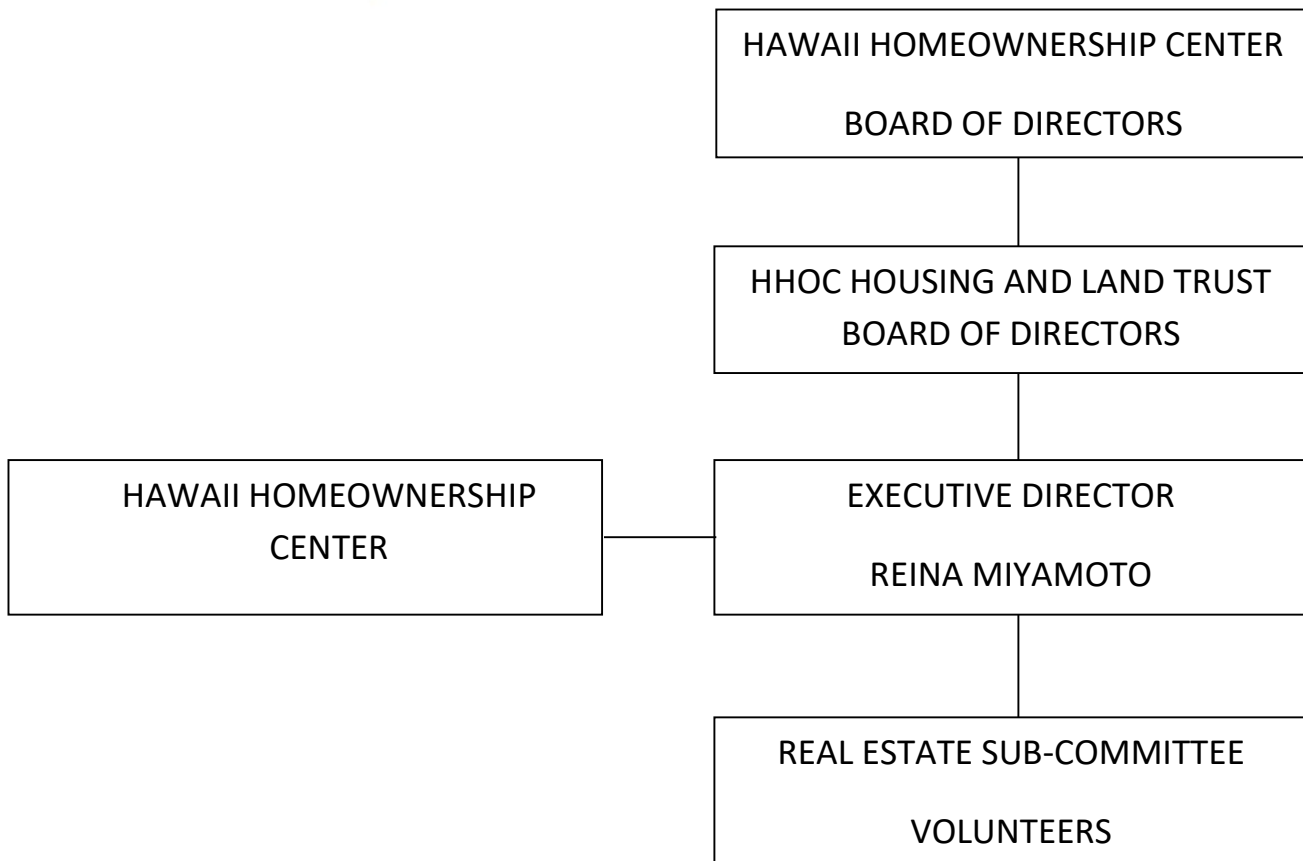 HAWAII HOMEOWNERSHIP CENTER
BOARD OF DIRECTORS
HHOC HOUSING AND LAND TRUST
BOARD OF DIRECTORS
HAWAII HOMEOWNERSHIP
CENTER
EXECUTIVE DIRECTOR
REINA MIYAMOTO
REAL ESTATE SUB-COMMITTEE
VOLUNTEERS